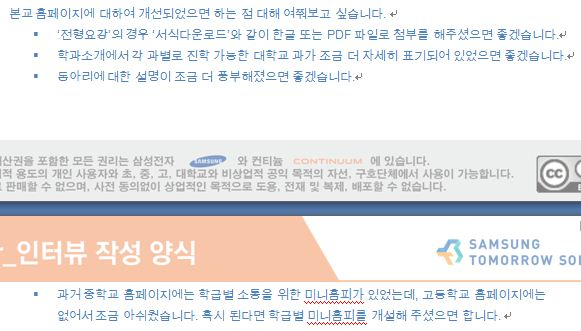 본교 홈페이지에 대하여 개선되었으면 하는 점 대해 여쭤보고 싶습니다.
'전형요강'의 경우 '서식다운로드'와 같이 한글 또는 PDF 파일로 첨부를 해주셨으면 좋겠습니다.
학과소개에서 각 과별로 진학 가능한 대학교 과가 조금 더 자세히 표기되어 있었으면 좋겠습니다.
동아리에 대한 설명이 조금 더 풍부해졌으면 좋겠습니다.
산권을 포함한 모든 권리는 삼성전자 SAMSUNG 와 컨티늄 CONTINUUM 에 있습니다.
적 용도의 개인 사용자와 초, 중, 고, 대학교와 비상업적 공익 목적의 자선, 구호단체에서 사용이 가능합니다.
판매할 수 없으며, 사전 동의없이 상업적인 목적으로 도용, 전재 및 복제, 배포할 수 없습니다.
cc
_인터뷰 작성 양식
SAMSUNG
TOMORROW SO
과거 중학교 홈페이지에는 학급별 소통을 위한 미니홈피가 있었는데, 고등학교 홈페이지에는
없어서 조금 아쉬웠습니다. 혹시 된다면 학급별 미니홈피를 개설해 주셨으면 합니다.